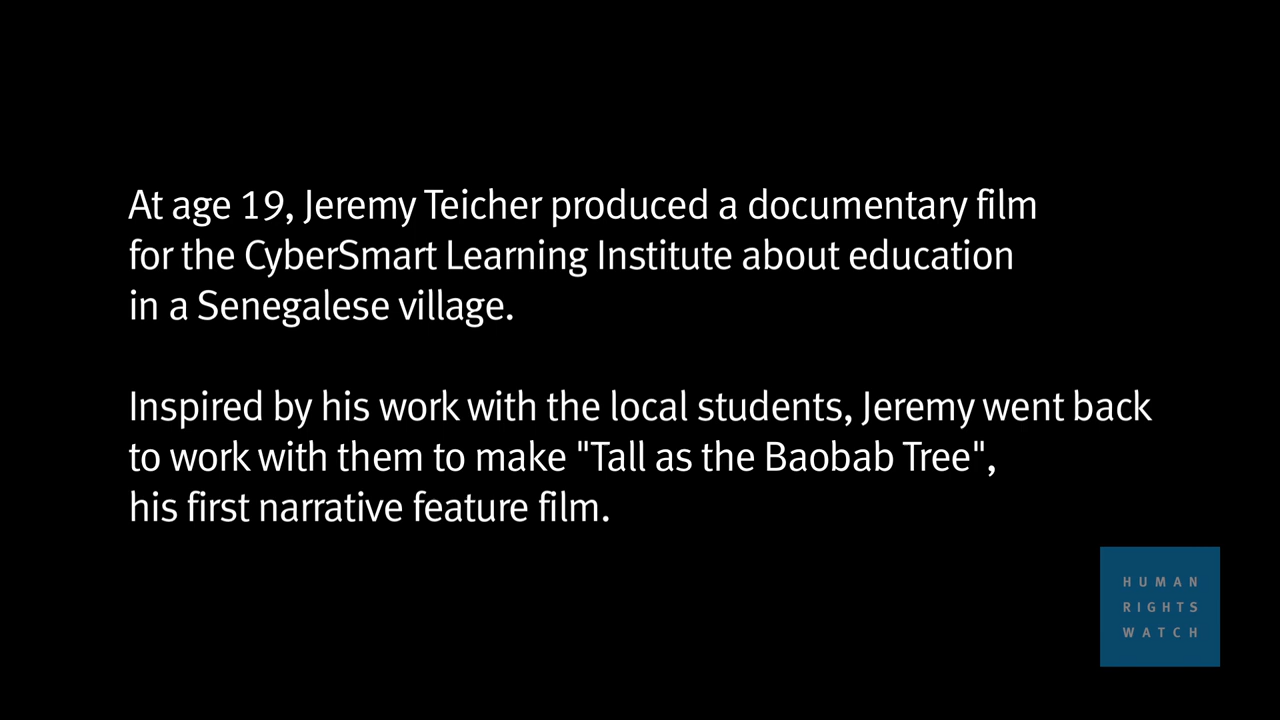 At age 19, Jeremy Teicher produced a documentary film
for the CyberSmart Learning Institute about education
in a Senegalese village.
Inspired by his work with the local students, Jeremy went back
to work with them to make "Tall as the Baobab Tree",
his first narrative feature film.
HUMAN
RIGHTS
WATCH